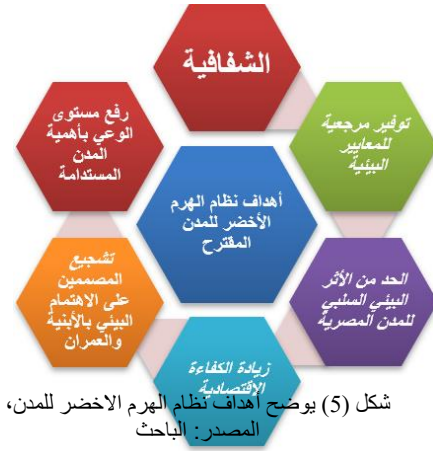 الشفافية
توفير مرجعية
للمعايير
البيئية
الحد من الأثر
البيئي السلبي
للمدن المصرية
زيادة الكفاءة
الإقتصادية
تشجيع
المصممين
على الاهتمام
البيئي بالأبنية
والعمران
رفع مستوى
الوعي بأهمية
المدن
المستدامة
أهداف نظام الهرم
الأخضر للمدن
المقترح
شكل (5) يوضح أهداف نظام الهرم الاخضر للمدن،
المصدر: الباحث